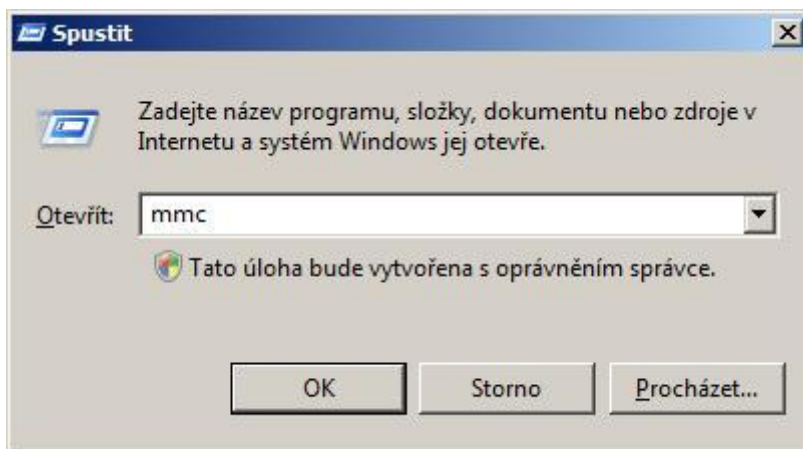 Spustit
Zadejte název programu, složky, dokumentu nebo zdroje v
Internetu a systém Windows jej otevře.
Otevřít: mmc
Tato úloha bude vytvořena s oprávněním správce.
OK Storno Procházet...